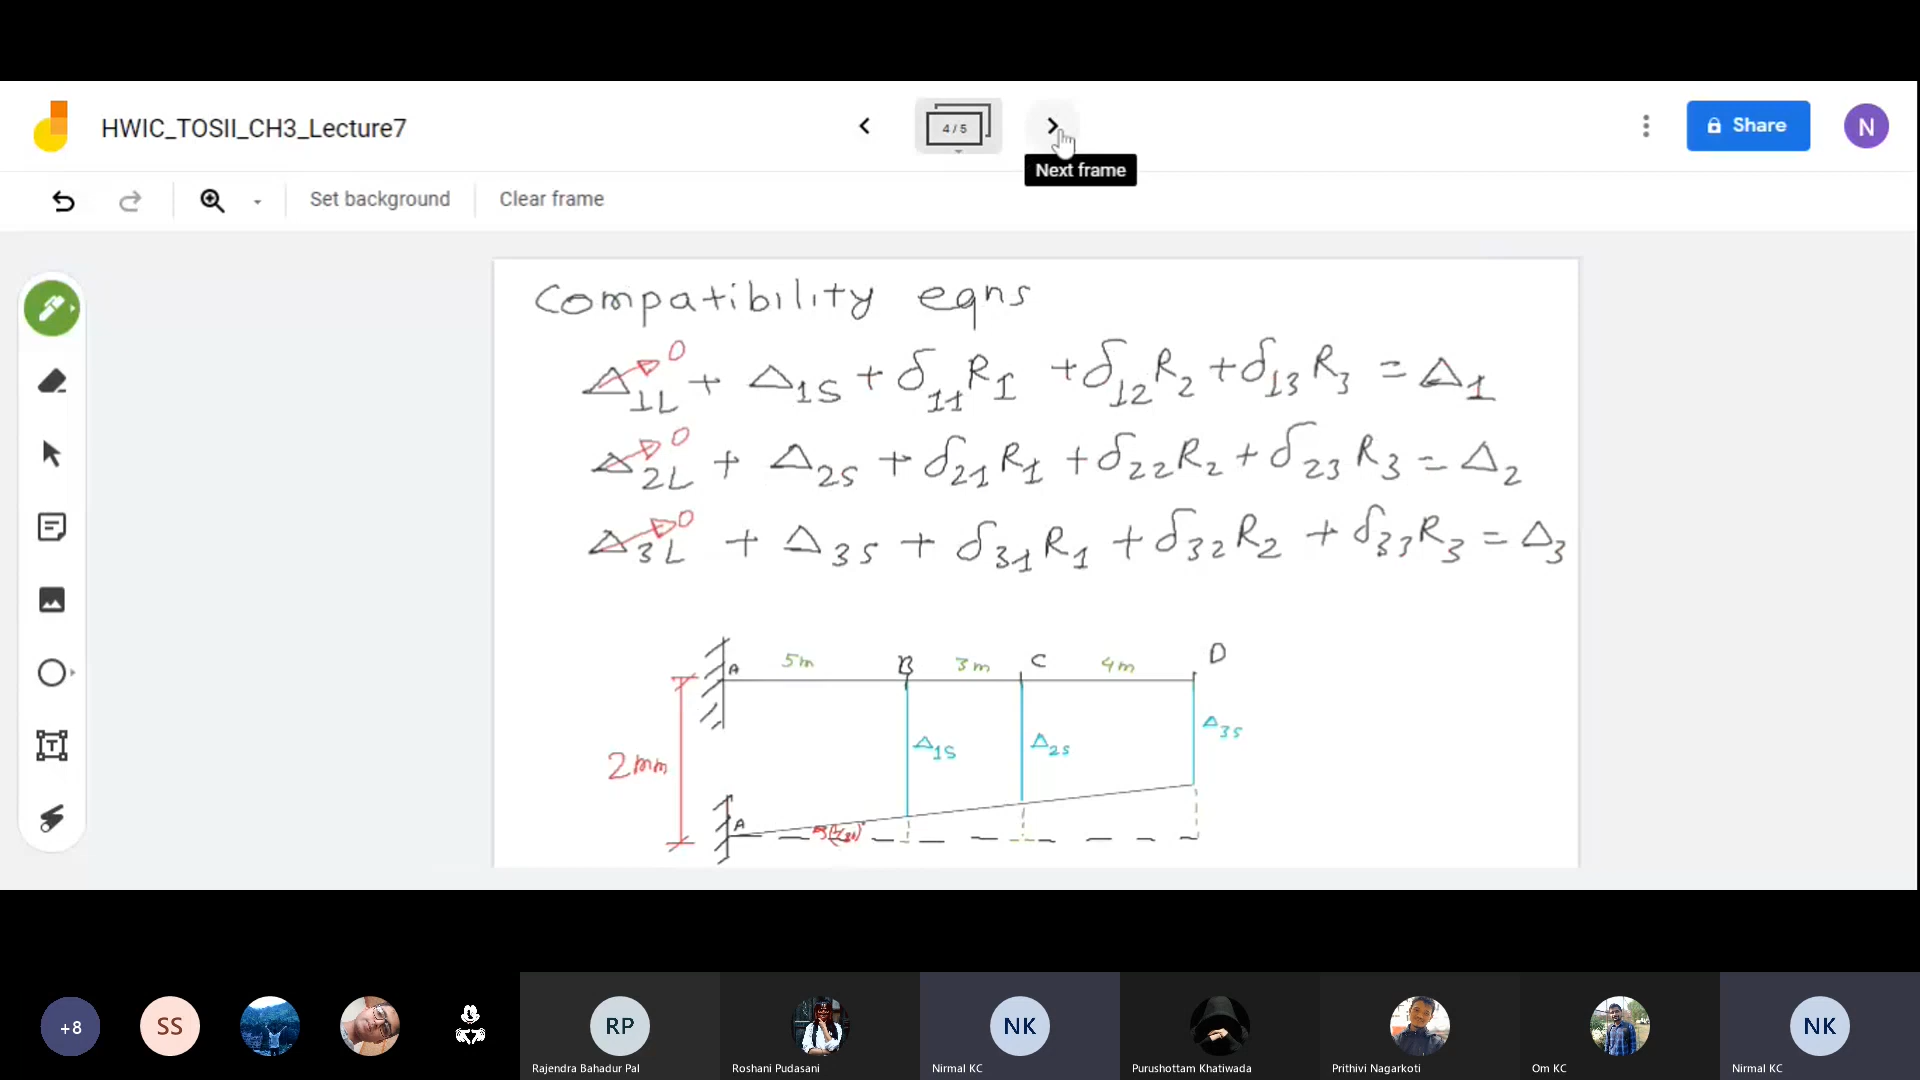 HWIC_TOSII_CH3_Lecture7
4 / 5
Share
N
Next frame
Set background
Clear frame
Compatibility eqns
Δ1L→0 + Δ1S + δ11R1 + δ12R2 + δ13R3 = Δ1
Δ2L→0 + Δ2S + δ21R1 + δ22R2 + δ23R3 = Δ2
Δ3L→0 + Δ3S + δ31R1 + δ32R2 + δ33R3 = Δ3
A 5m B 3m C 4m D
Δ1S Δ2S Δ3S
2mm
A
+8
SS
RP
NK
NK
Rajendra Bahadur Pal
Roshani Pudasani
Nirmal KC
Purushottam Khatiwada
Prithivi Nagarkoti
Om KC
Nirmal KC